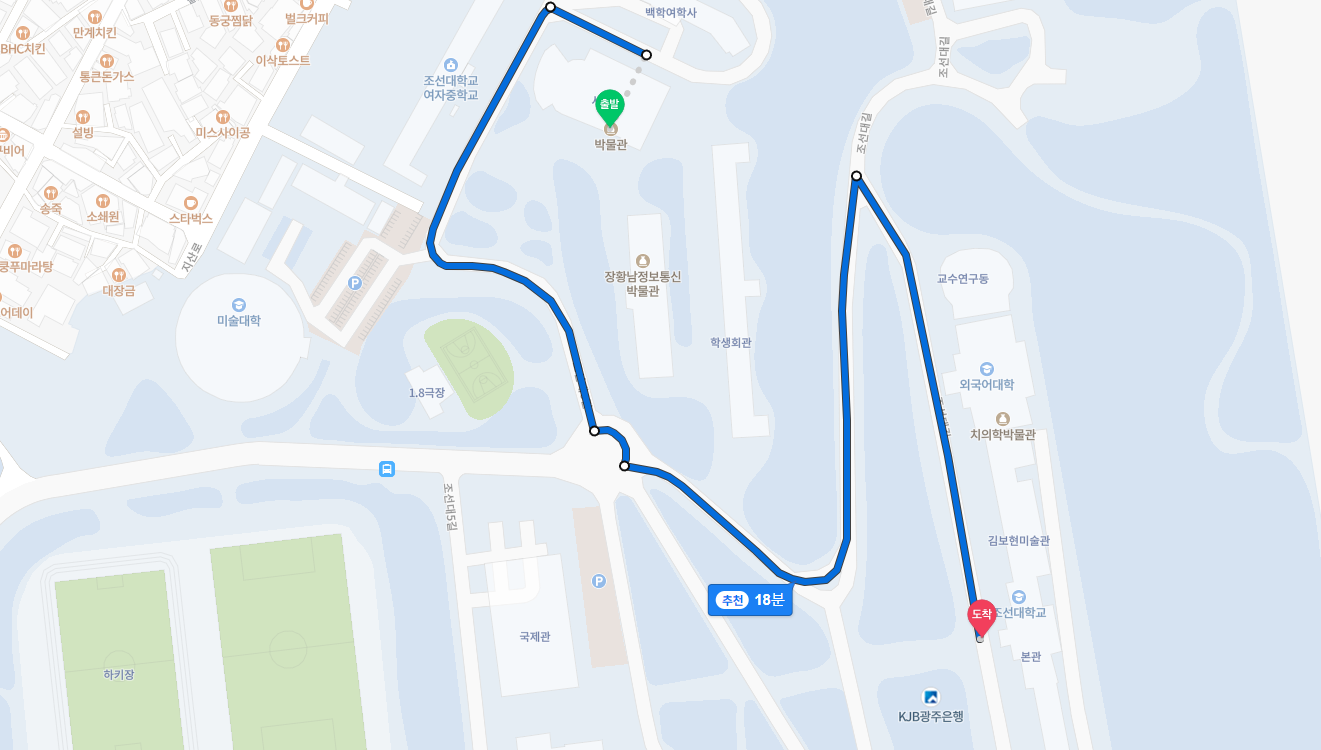 동궁찜닭
벌크커피
만계치킨
BHC치킨
이삭토스트
통큰돈가스
설빙
미스사이공
송죽
소쇄원
스타벅스
지산로
쿵푸마라탕
대장금
미술대학
P
백학여학사
조선대학교
여자중학교
출발
박물관
장황남정보통신
박물관
학생회관
1.8극장
조선대길
조선대길
교수연구동
외국어대학
치의학박물관
조선대5길
김보현미술관
P
추천 18분
도착
조선대학교
본관
국제관
하키장
KJB광주은행